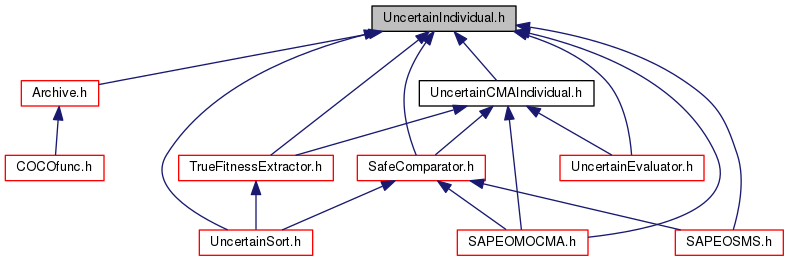 UncertainIndividual.h
Archive.h
UncertainCMAIndividual.h
COCOfunc.h
TrueFitnessExtractor.h
SafeComparator.h
UncertainEvaluator.h
UncertainSort.h
SAPEOMOCMA.h
SAPEOSMS.h